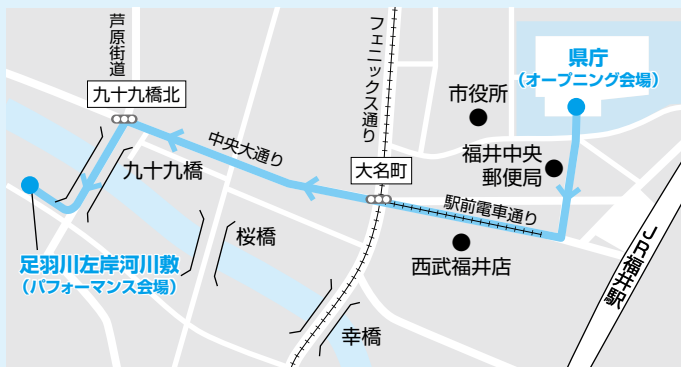 芦原街道
フェニックス通り
県庁
(オープニング会場)
九十九橋北
市役所
中央大通り
福井中央
郵便局
九十九橋
大名町
駅前電車通り
桜橋
西武福井店
JR福井駅
足羽川左岸河川敷
(パフォーマンス会場)
幸橋